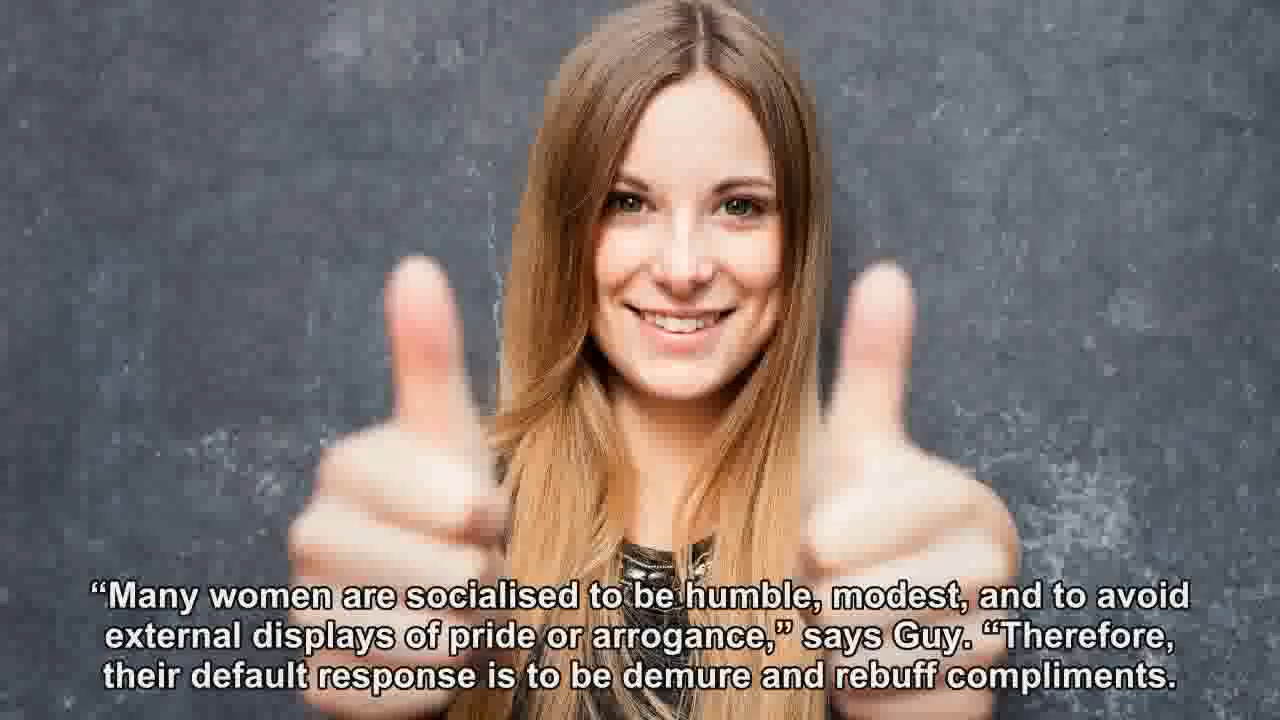 “Many women are socialised to be humble, modest, and to avoid
external displays of pride or arrogance,” says Guy. “Therefore,
their default response is to be demure and rebuff compliments.